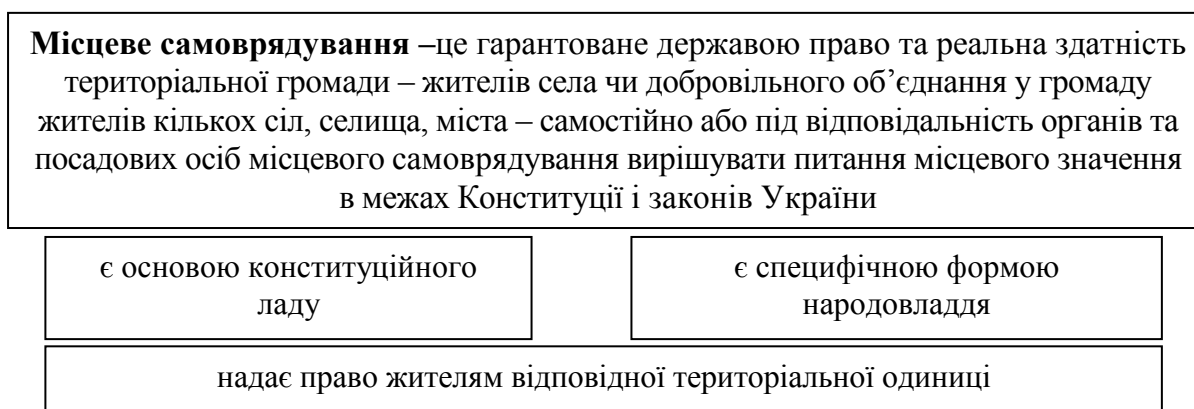 Місцеве самоврядування –це гарантоване державою право та реальна здатність
територіальної громади – жителів села чи добровільного об’єднання у громаду
жителів кількох сіл, селища, міста – самостійно або під відповідальність органів та
посадових осіб місцевого самоврядування вирішувати питання місцевого значення
в межах Конституції і законів України
є основою конституційного
ладу
є специфічною формою
народовладдя
надає право жителям відповідної територіальної одиниці